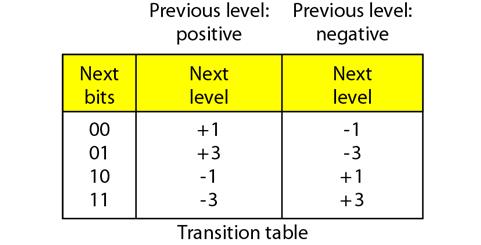 Previous level: Previous level:
positive negative
Next Next Next
bits level level
00 +1 -1
01 +3 -3
10 -1 +1
11 -3 +3
Transition table